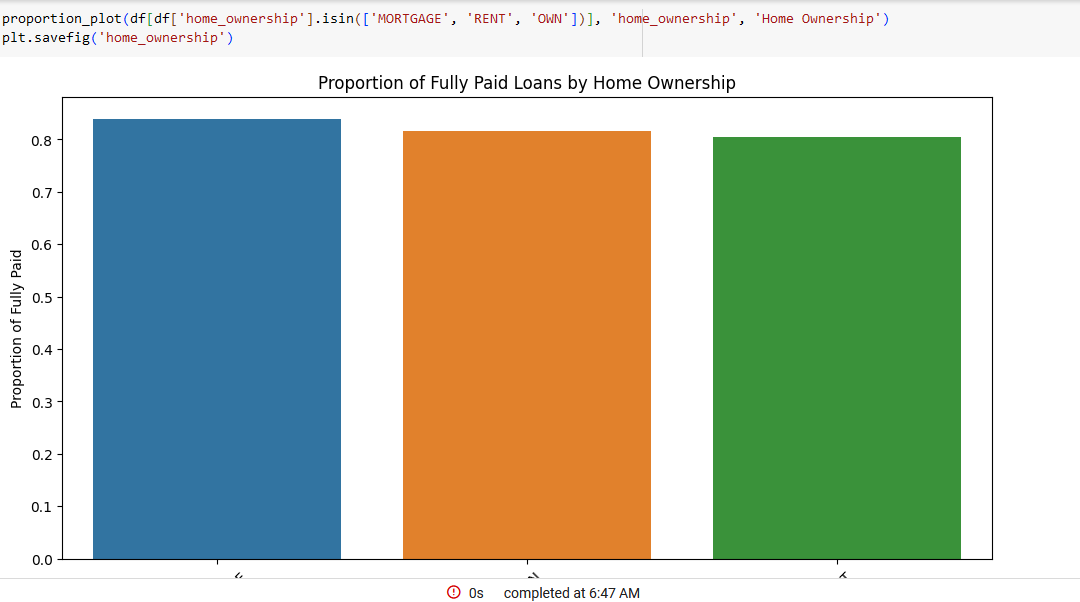 proportion_plot(df[df['home_ownership'].isin(['MORTGAGE', 'RENT', 'OWN'])], 'home_ownership', 'Home Ownership')
plt.savefig('home_ownership')
Proportion of Fully Paid Loans by Home Ownership
Proportion of Fully Paid
0.8
0.7
0.6
0.5
0.4
0.3
0.2
0.1
0.0
0s completed at 6:47 AM